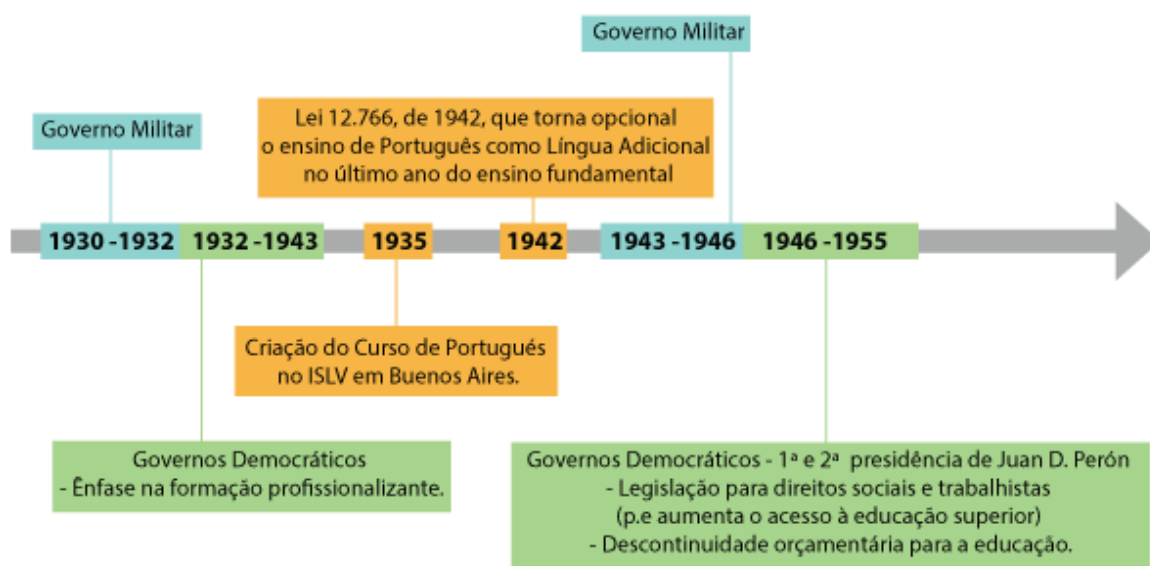 Governo Militar
Governo Militar
Lei 12.766, de 1942, que torna opcional
o ensino de Português como Língua Adicional
no último ano do ensino fundamental
1930 -1932
1932 -1943
1935
1942
1943 -1946
1946 -1955
Criação do Curso de Portugués
no ISLV em Buenos Aires.
Governos Democráticos
- Ênfase na formação profissionalizante.
Governos Democráticos - 1ª e 2ª presidência de Juan D. Perón
- Legislação para direitos sociais e trabalhistas
(p.e aumenta o acesso à educação superior)
- Descontinuidade orçamentária para a educação.